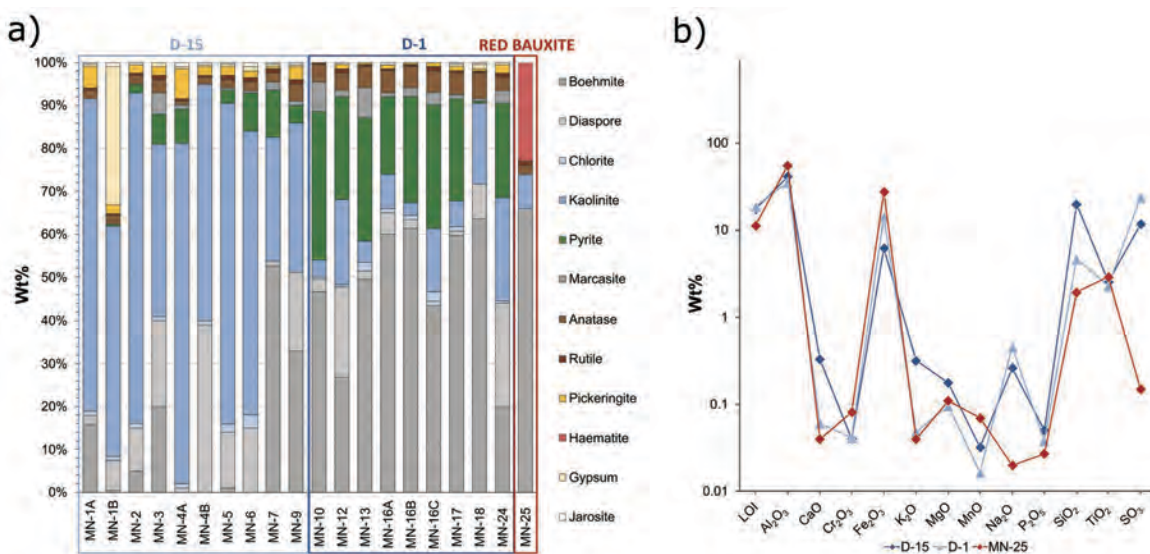 a)
D-15
D-1
RED BAUXITE
100%
90%
80%
70%
60%
50%
40%
30%
20%
10%
0%
Wt%
MN-1A
MN-1B
MN-2
MN-3
MN-4A
MN-4B
MN-5
MN-6
MN-7
MN-9
MN-10
MN-12
MN-13
MN-16A
MN-16B
MN-16C
MN-17
MN-18
MN-24
MN-25
Boehmite
Diaspore
Chlorite
Kaolinite
Pyrite
Marcasite
Anatase
Rutile
Pickeringite
Haematite
Gypsum
Jarosite
b)
100
10
1
0.1
0.01
Wt%
LOI
Al₂O₃
CaO
Cr₂O₃
Fe₂O₃
K₂O
MgO
MnO
Na₂O
P₂O₅
SiO₂
TiO₂
SO₃
D-15 D-1 MN-25